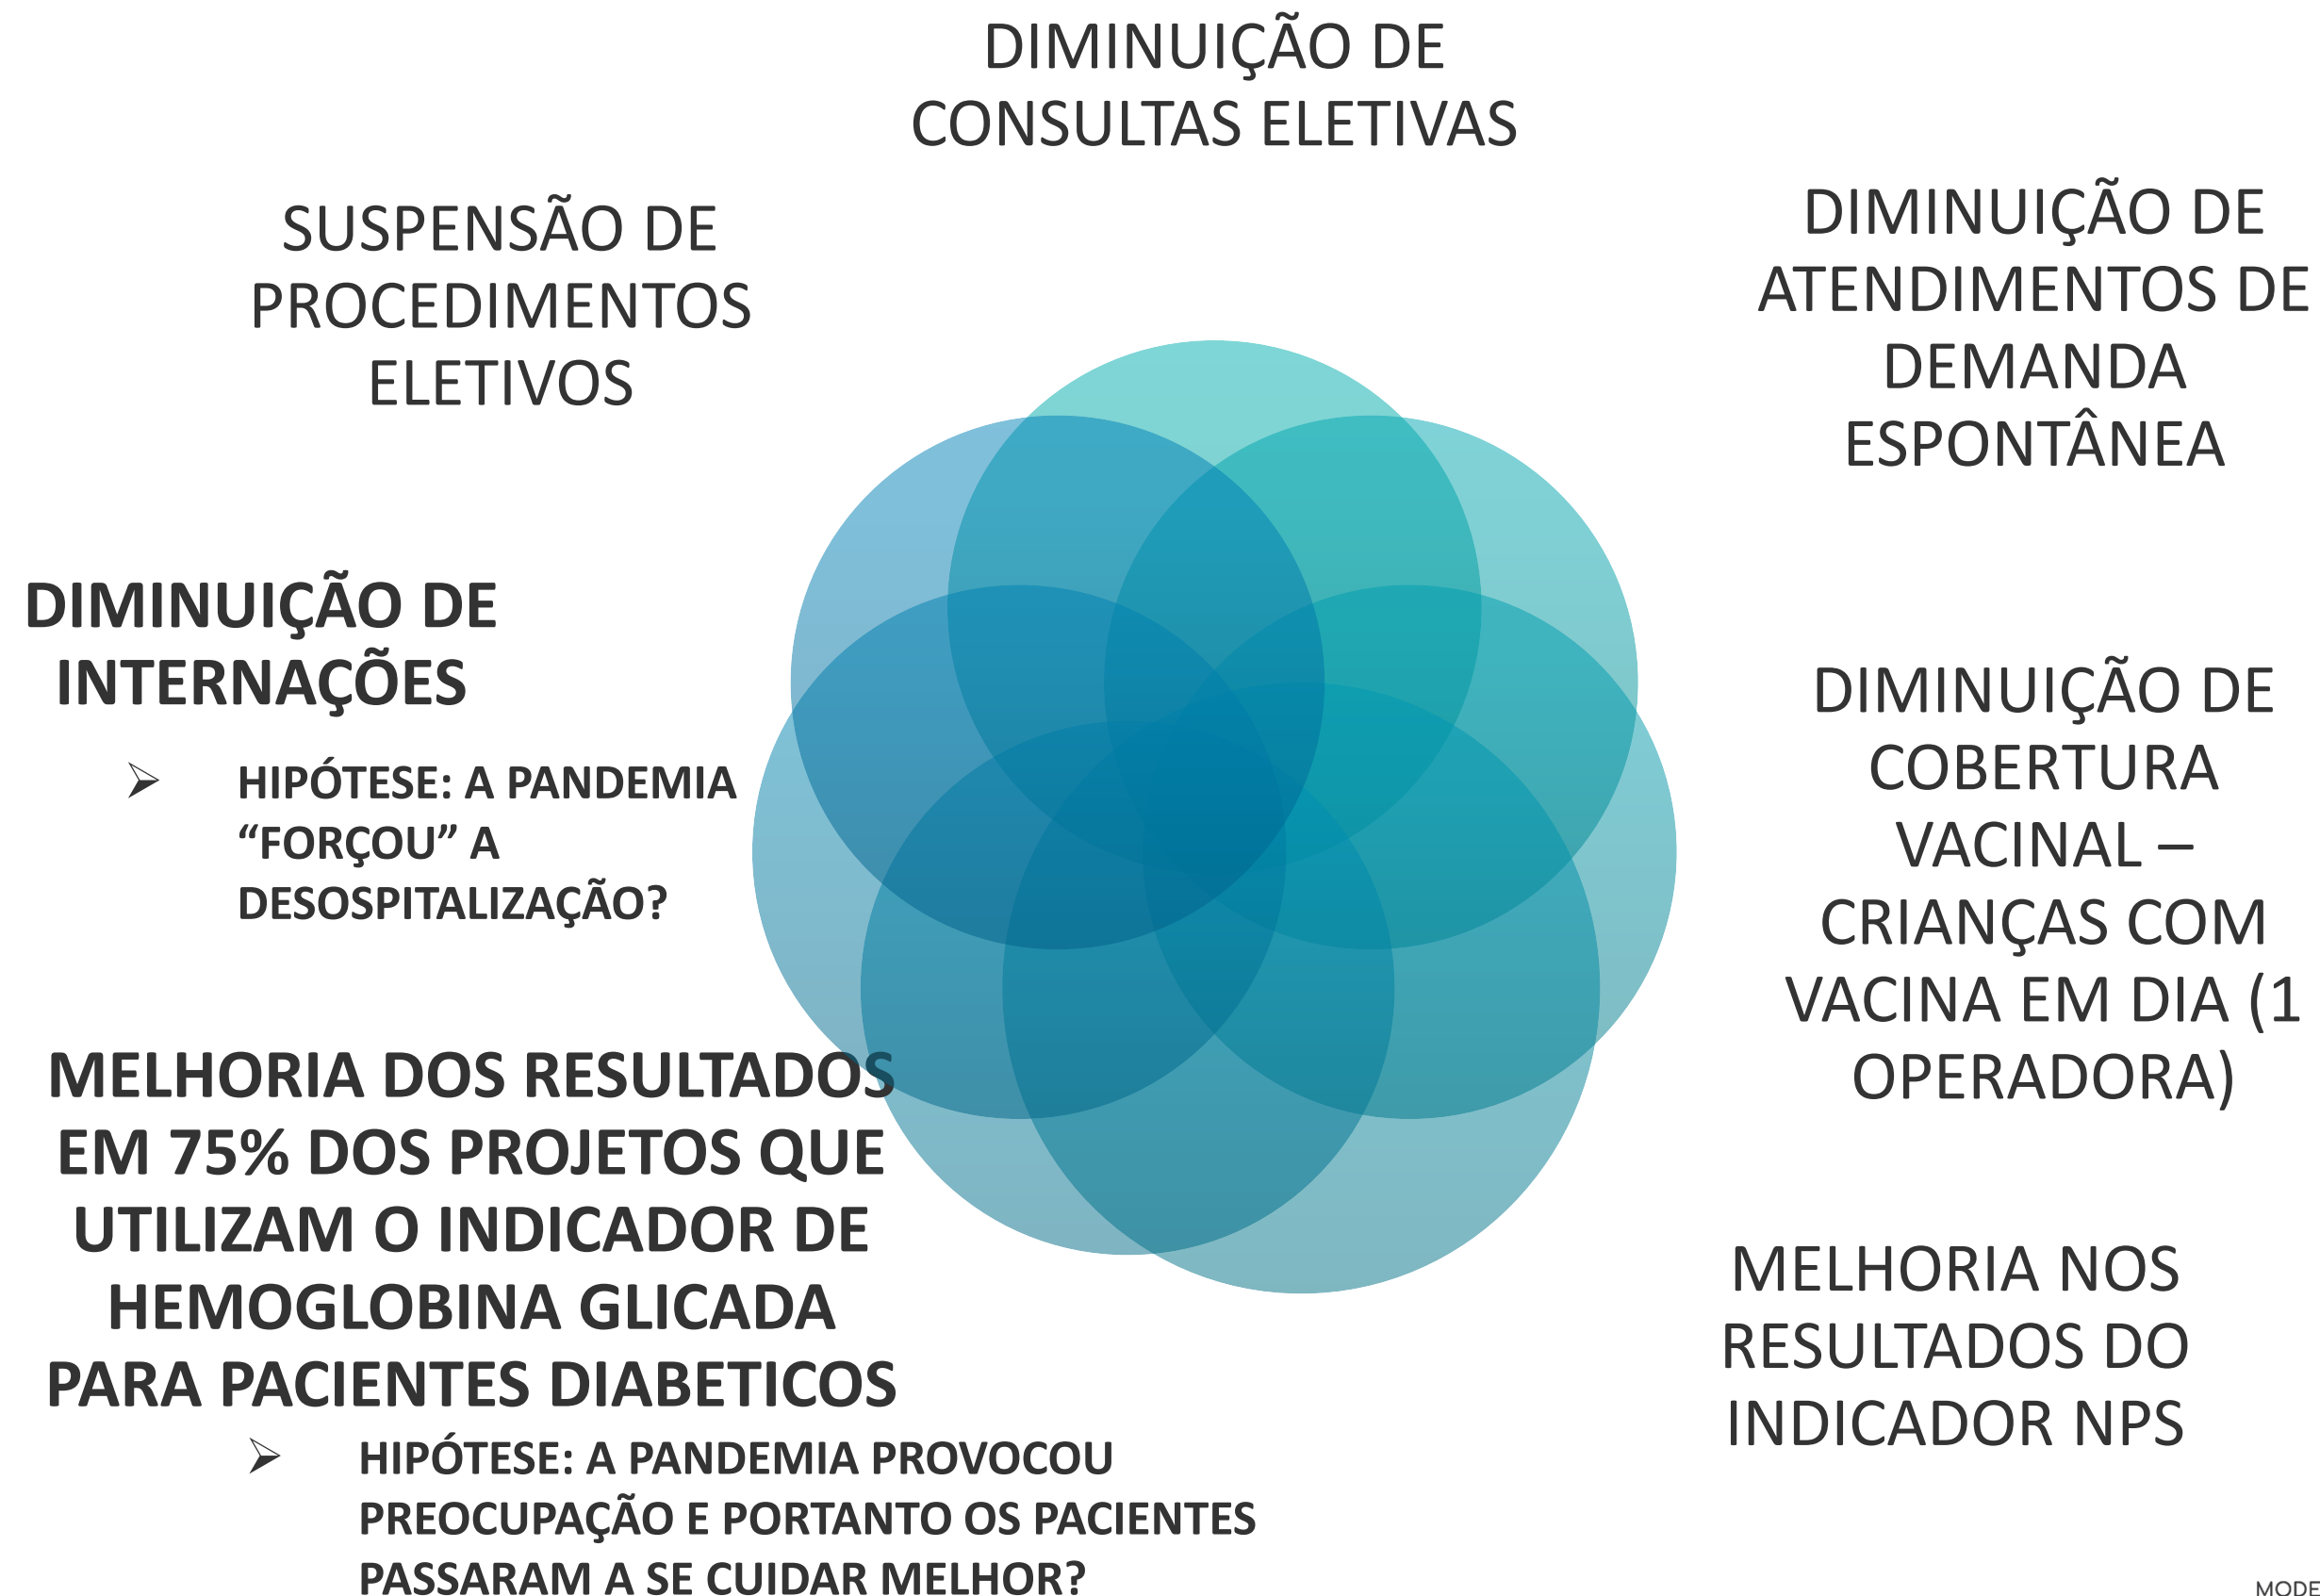 DIMINUIÇÃO DE
CONSULTAS ELETIVAS
DIMINUIÇÃO DE
ATENDIMENTOS DE
DEMANDA
ESPONTÂNEA
DIMINUIÇÃO DE
COBERTURA
VACINAL –
CRIANÇAS COM
VACINA EM DIA (1
OPERADORA)
MELHORIA NOS
RESULTADOS DO
INDICADOR NPS
MELHORIA DOS RESULTADOS
EM 75% DOS PROJETOS QUE
UTILIZAM O INDICADOR DE
HEMOGLOBINA GLICADA
PARA PACIENTES DIABETICOS
HIPÓTESE: A PANDEMIA PROVOCOU
PREOCUPAÇÃO E PORTANTO OS PACIENTES
PASSARAM A SE CUIDAR MELHOR?
DIMINUIÇÃO DE
INTERNAÇÕES
HIPÓTESE: A PANDEMIA
“FORÇOU” A
DESOSPITALIZAÇÃO?
SUSPENSÃO DE
PROCEDIMENTOS
ELETIVOS
MODE